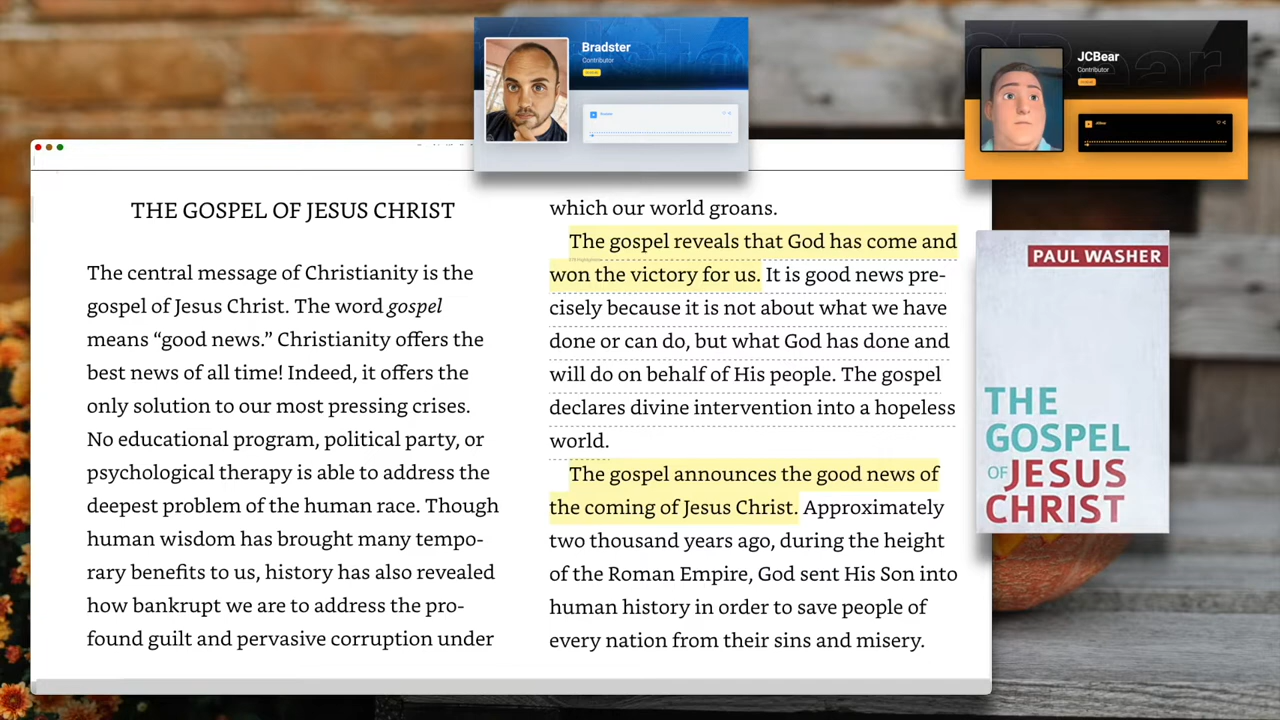 Bradster
Contributor
JCBear
Contributor
THE GOSPEL OF JESUS CHRIST
The central message of Christianity is the
gospel of Jesus Christ. The word gospel
means “good news.” Christianity offers the
best news of all time! Indeed, it offers the
only solution to our most pressing crises.
No educational program, political party, or
psychological therapy is able to address the
deepest problem of the human race. Though
human wisdom has brought many tempo-
rary benefits to us, history has also revealed
how bankrupt we are to address the pro-
found guilt and pervasive corruption under
which our world groans.
The gospel reveals that God has come and
won the victory for us. It is good news pre-
cisely because it is not about what we have
done or can do, but what God has done and
will do on behalf of His people. The gospel
declares divine intervention into a hopeless
world.
The gospel announces the good news of
the coming of Jesus Christ. Approximately
two thousand years ago, during the height
of the Roman Empire, God sent His Son into
human history in order to save people of
every nation from their sins and misery.
PAUL WASHER
THE
GOSPEL
OF JESUS
CHRIST